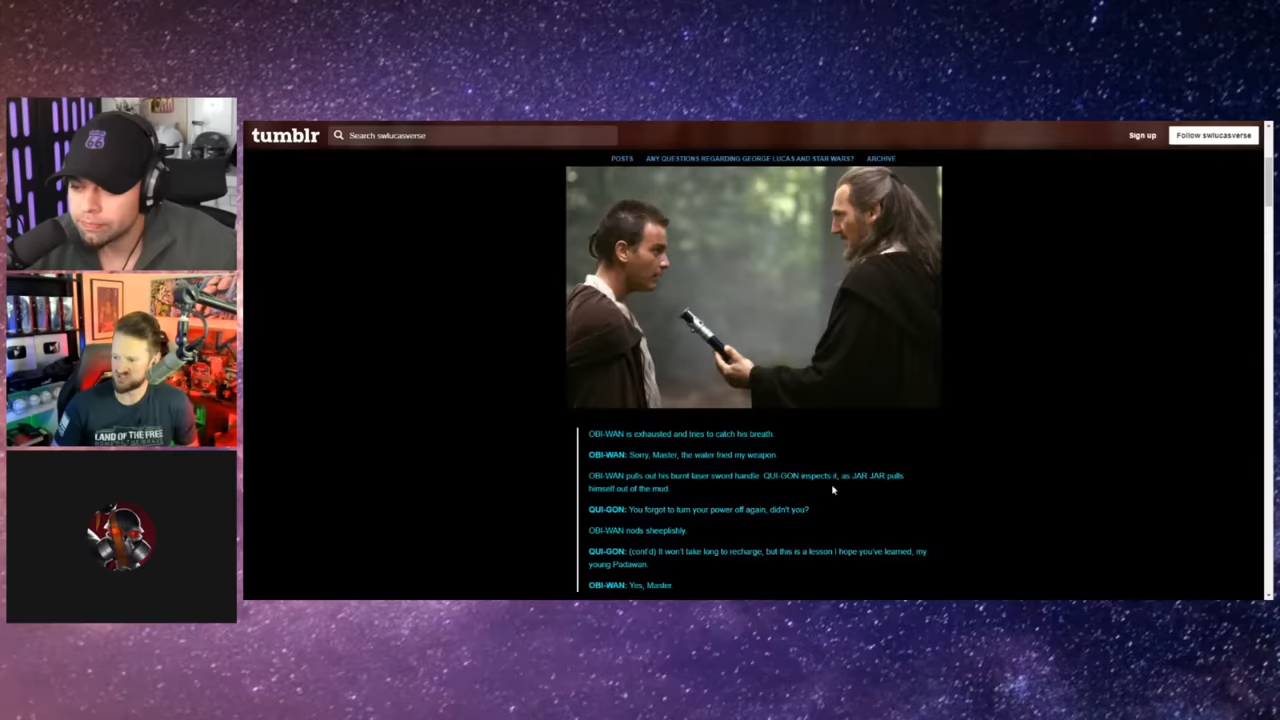 tumblr
Search swlucasverse
Sign up
Follow swlucasverse
POSTS ANY QUESTIONS REGARDING GEORGE LUCAS AND STAR WARS? ARCHIVE
66
LAND OF THE FREE
HOME OF THE BRAVE
OBI-WAN is exhausted and tries to catch his breath.
OBI-WAN: Sorry, Master, the water fried my weapon.
OBI-WAN pulls out his burnt laser sword handle. QUI-GON inspects it, as JAR JAR pulls
himself out of the mud.
QUI-GON: You forgot to turn your power off again, didn't you?
OBI-WAN nods sheepishly.
QUI-GON: (cont'd) It won't take long to recharge, but this is a lesson I hope you've learned, my
young Padawan.
OBI-WAN: Yes, Master.